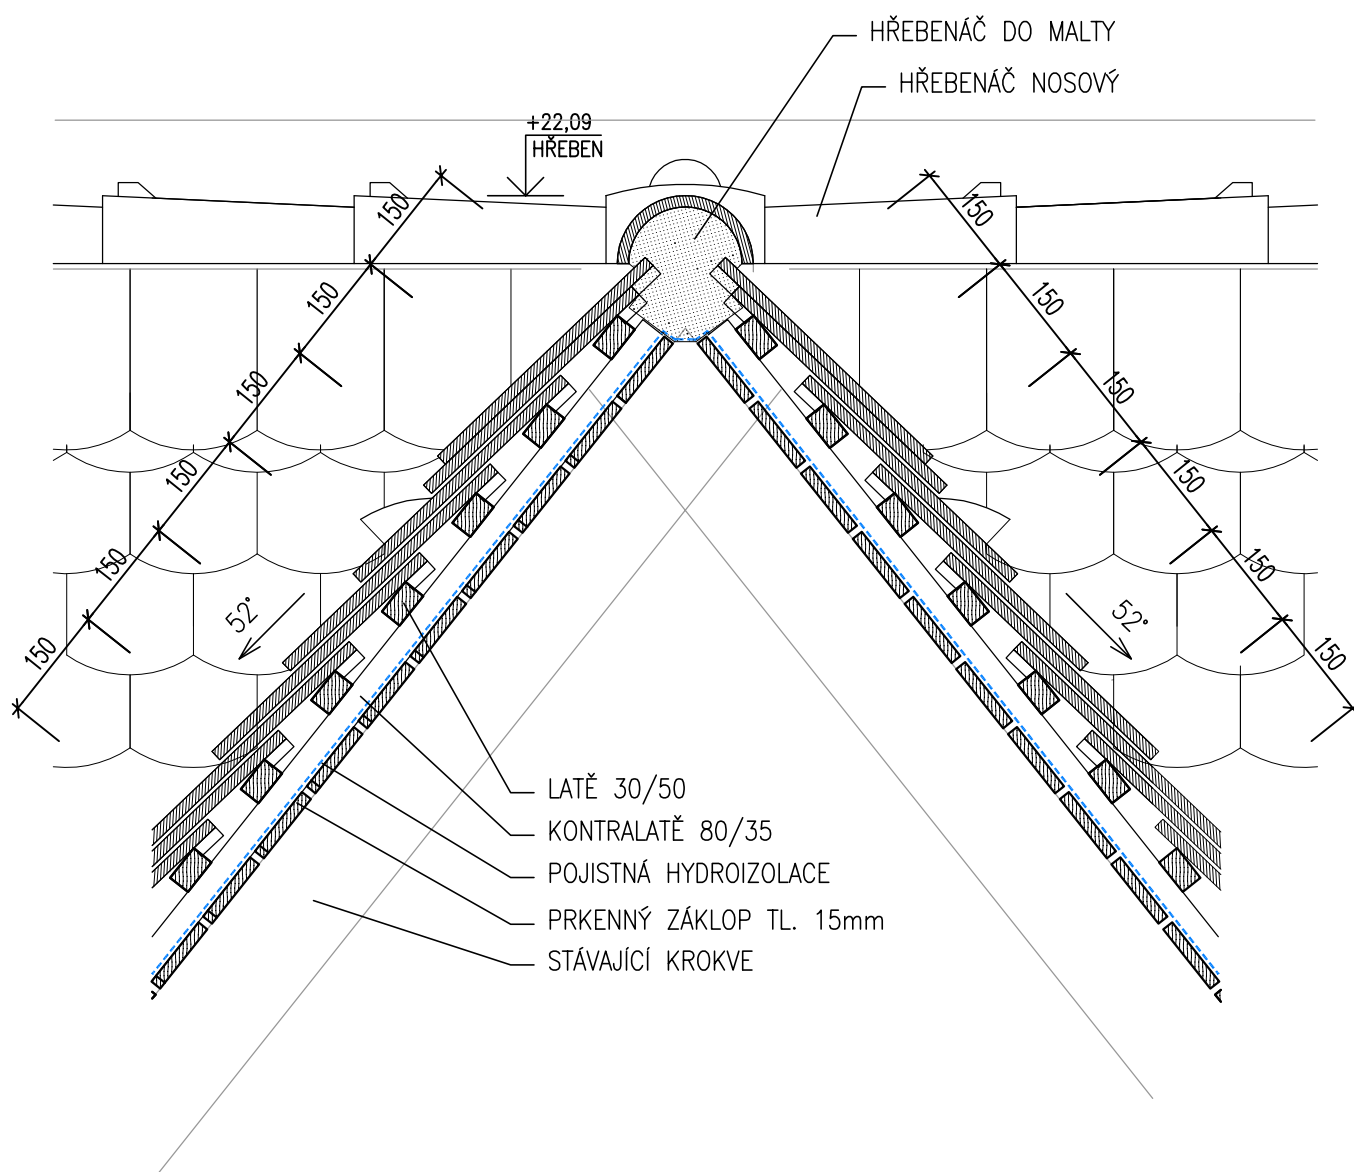 HŘEBENÁČ DO MALTY
HŘEBENÁČ NOSOVÝ
+22,09
HŘEBEN
150
150
150
150
150
150
150
150
150
150
150
150
52°
52°
LATĚ 30/50
KONTRALATĚ 80/35
POJISTNÁ HYDROIZOLACE
PRKENNÝ ZÁKLOP TL. 15mm
STÁVAJÍCÍ KROKVE